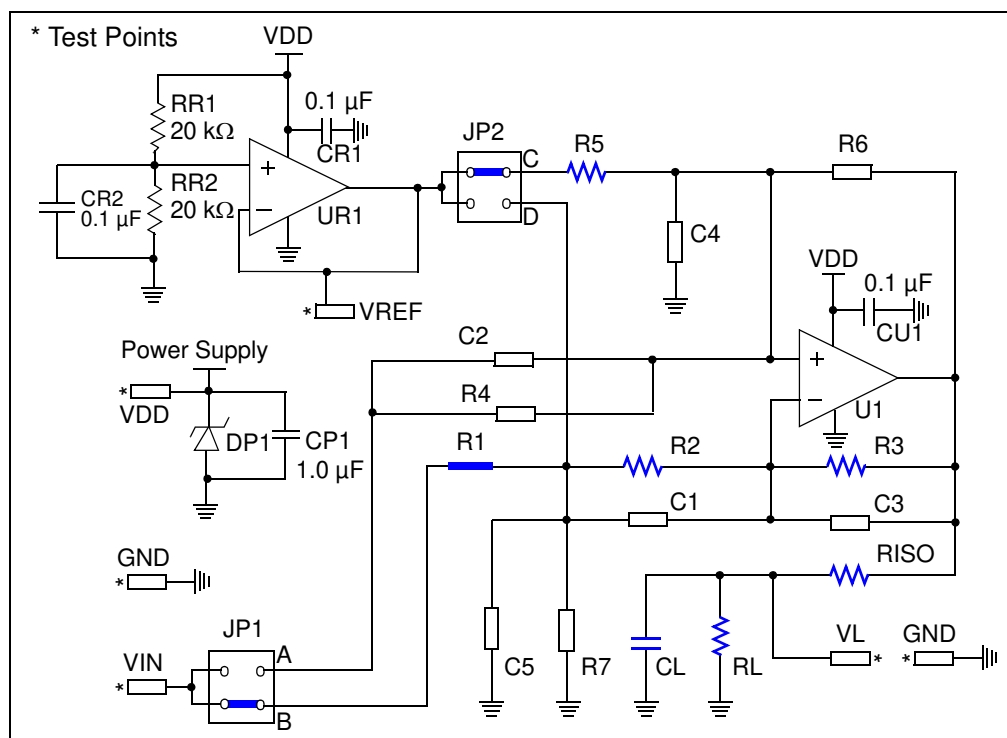 * Test Points
VDD
RR1
20 kΩ
0.1 µF
CR1
JP2
C
D
R5
R6
CR2
0.1 µF
RR2
20 kΩ
+
−
UR1
C4
VDD
0.1 µF
CU1
* VREF
Power Supply
C2
+
−
U1
*
VDD
DP1
CP1
1.0 µF
R4
R1
R2
R3
C1
C3
GND
*
RISO
JP1
A
B
VIN
*
C5
R7
CL
RL
VL
*
GND
*